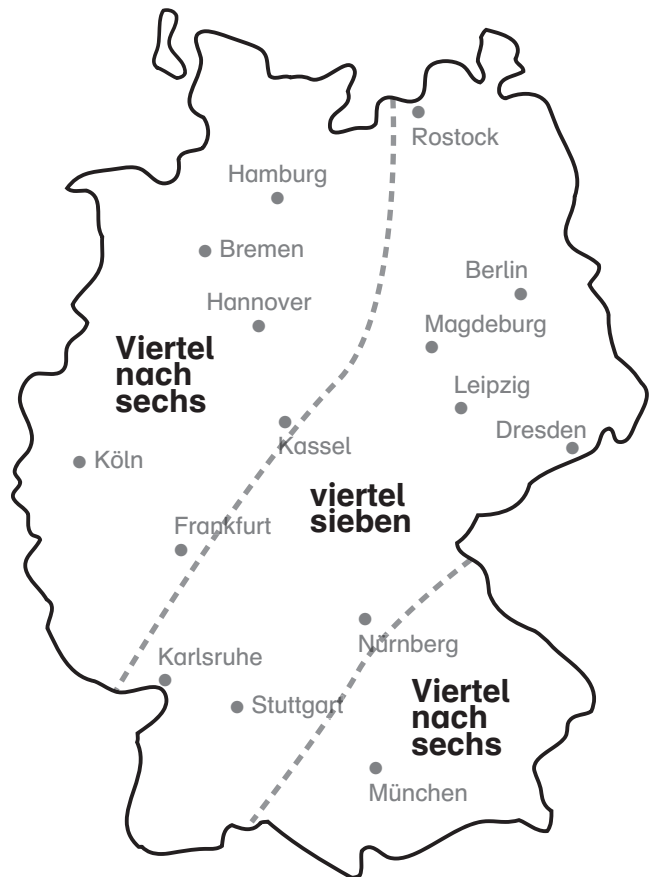 Rostock
Hamburg
Bremen
Berlin
Hannover
Magdeburg
Viertel
nach
sechs
Leipzig
Dresden
Kassel
Köln
viertel
sieben
Frankfurt
Nürnberg
Karlsruhe
Viertel
nach
sechs
Stuttgart
München